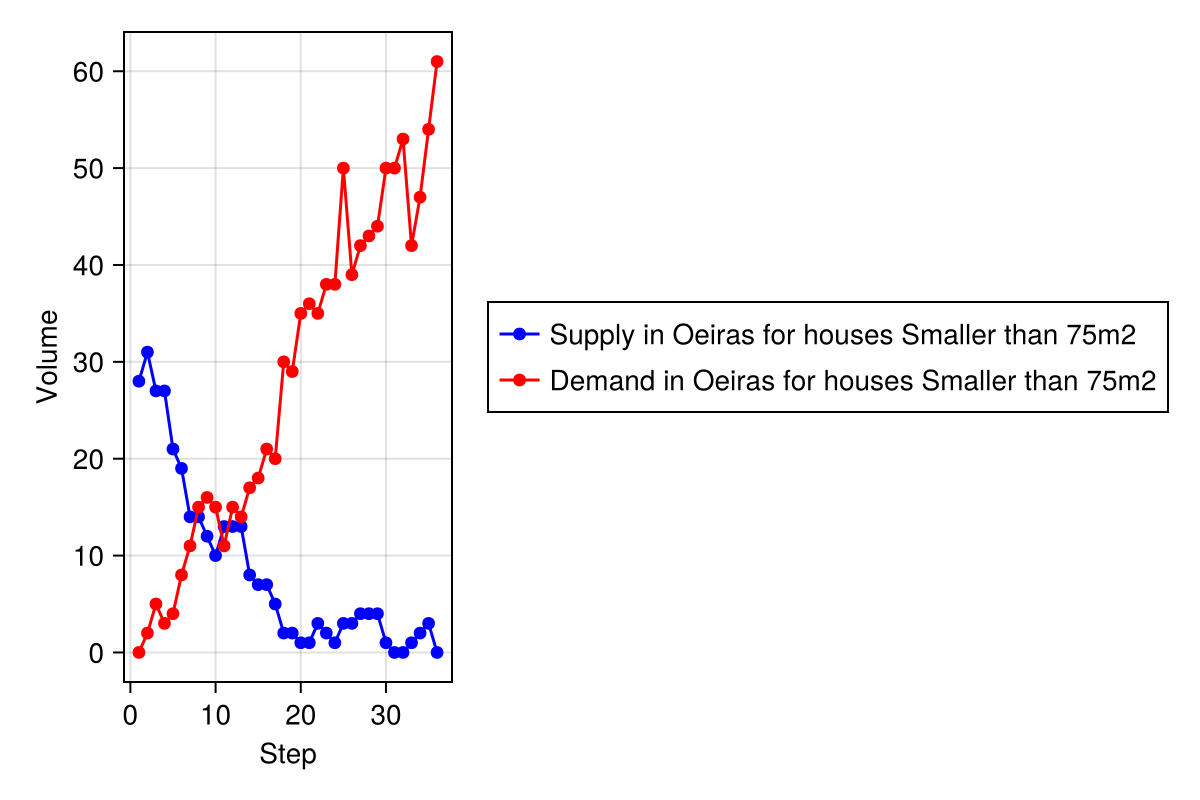 60
50
40
30
20
10
0
Volume
0 10 20 30
Step
Supply in Oeiras for houses Smaller than 75m2
Demand in Oeiras for houses Smaller than 75m2